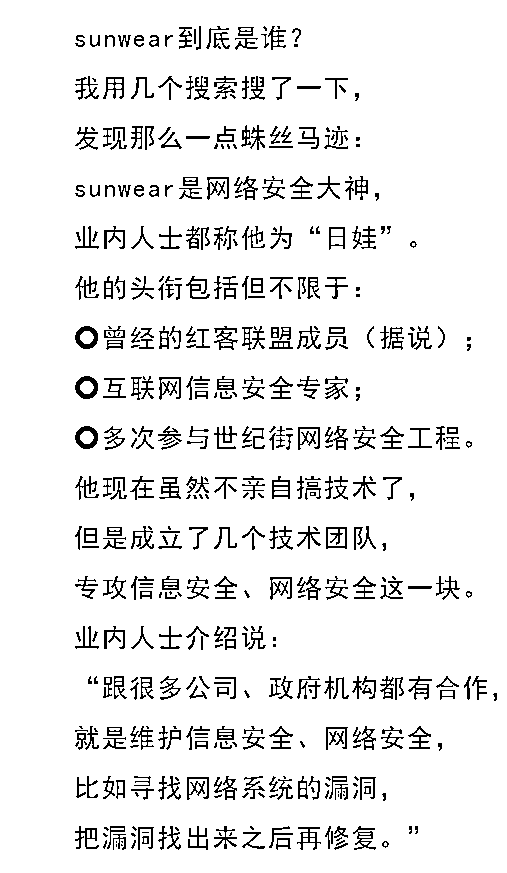 sunwear到底是谁？
我用几个搜索搜了一下，
发现那么一点蛛丝马迹：
sunwear是网络安全大神，
业内人士都称他为“日娃”。
他的头衔包括但不限于：
⭘曾经的红客联盟成员（据说）；
⭘互联网信息安全专家；
⭘多次参与世纪街网络安全工程。
他现在虽然不亲自搞技术了，
但是成立了几个技术团队，
专攻信息安全、网络安全这一块。
业内人士介绍说：
“跟很多公司、政府机构都有合作，
就是维护信息安全、网络安全，
比如寻找网络系统的漏洞，
把漏洞找出来之后再修复。”